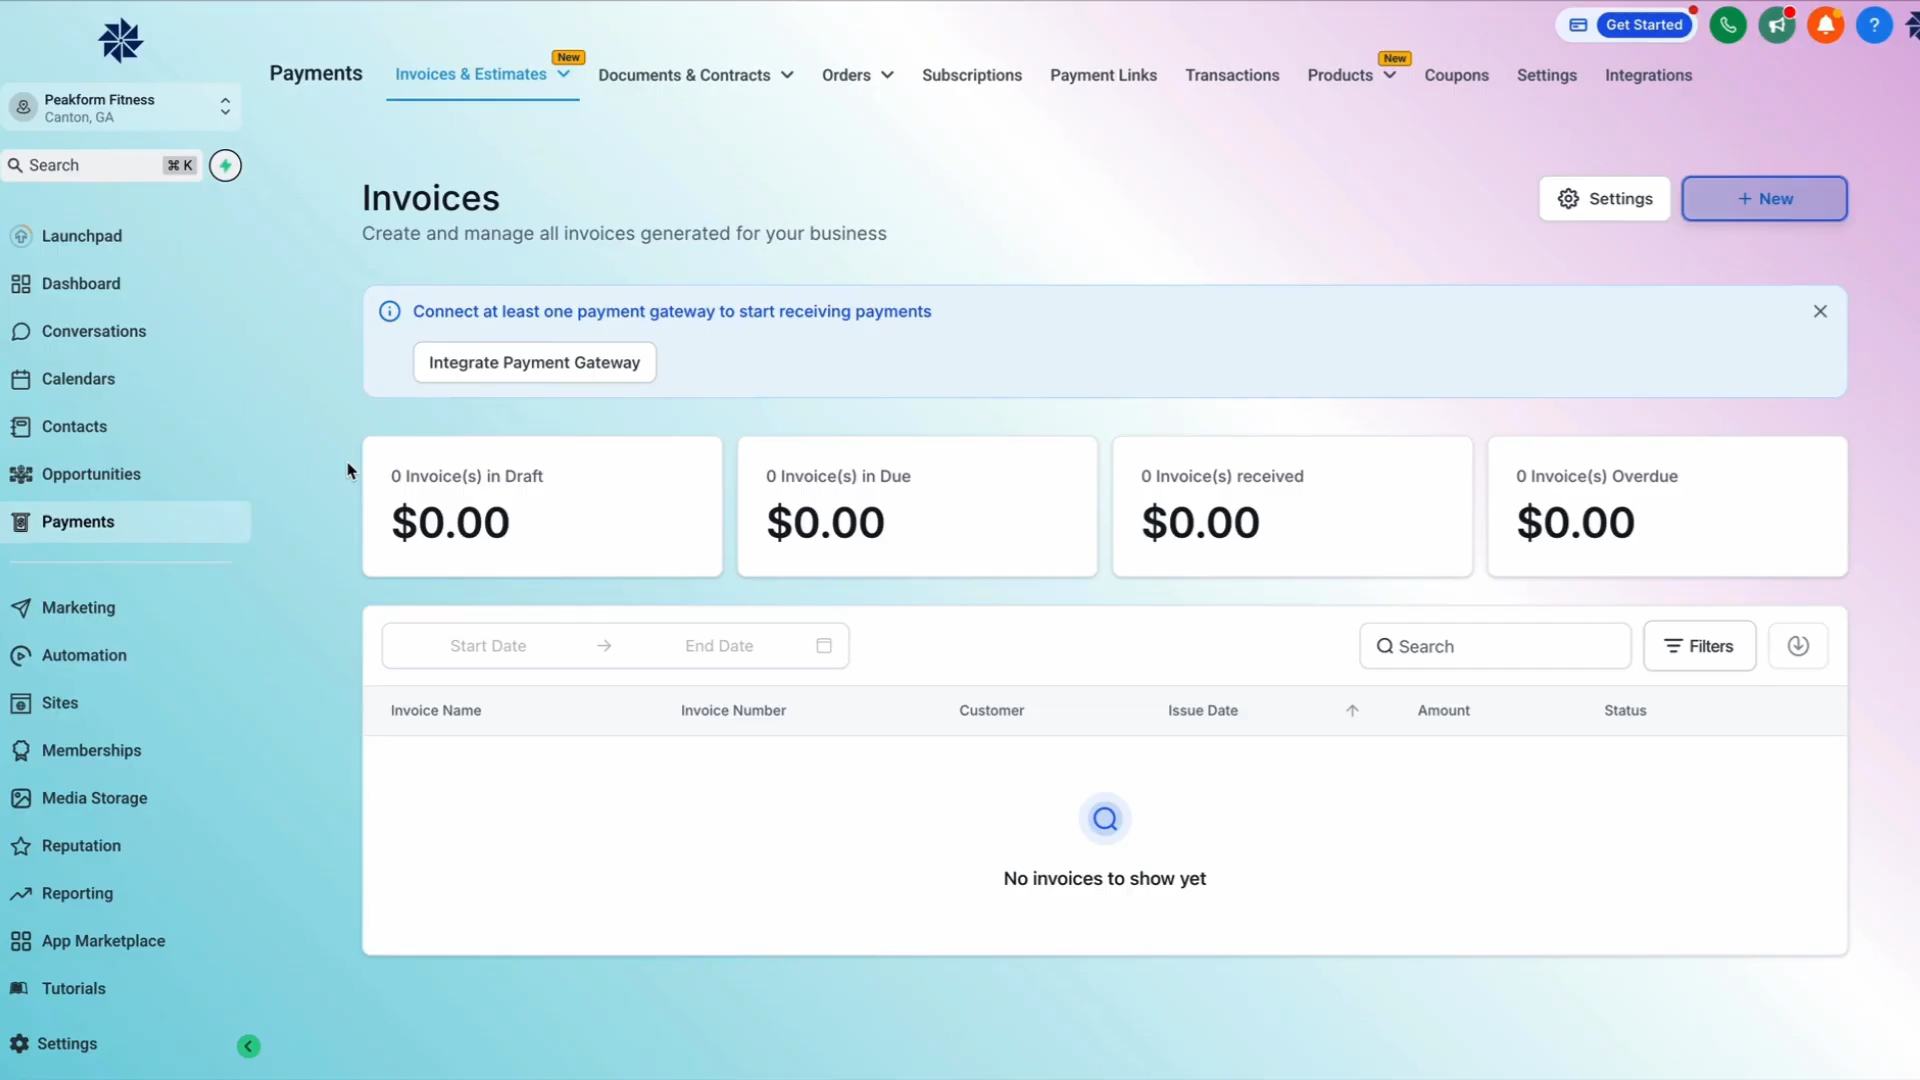 Get Started
?
Payments
Invoices & Estimates
New
Documents & Contracts
Orders
Subscriptions
Payment Links
Transactions
Products
New
Coupons
Settings
Integrations
Peakform Fitness
Canton, GA
Search
⌘ K
Launchpad
Dashboard
Conversations
Calendars
Contacts
Opportunities
Payments
Marketing
Automation
Sites
Memberships
Media Storage
Reputation
Reporting
App Marketplace
Tutorials
Settings
Invoices
Create and manage all invoices generated for your business
Settings
+ New
Connect at least one payment gateway to start receiving payments
Integrate Payment Gateway
0 Invoice(s) in Draft
$0.00
0 Invoice(s) in Due
$0.00
0 Invoice(s) received
$0.00
0 Invoice(s) Overdue
$0.00
Start Date
End Date
Search
Filters
Invoice Name
Invoice Number
Customer
Issue Date
Amount
Status
No invoices to show yet